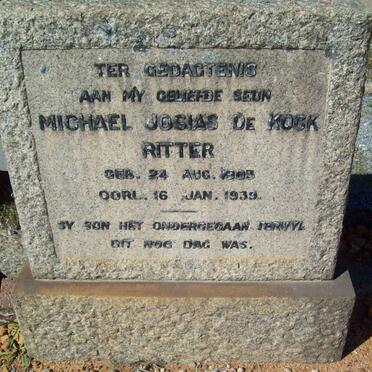 TER GEDAGTENIS
AAN MY GELIEFDE SEUN
MICHAEL JOSIAS DE KOCK
RITTER
GEB. 24 AUG. 1905
OORL. 16 JAN. 1939.
SY SON HET ONDERGEGAAN TERWYL
DIT NOG DAG WAS.